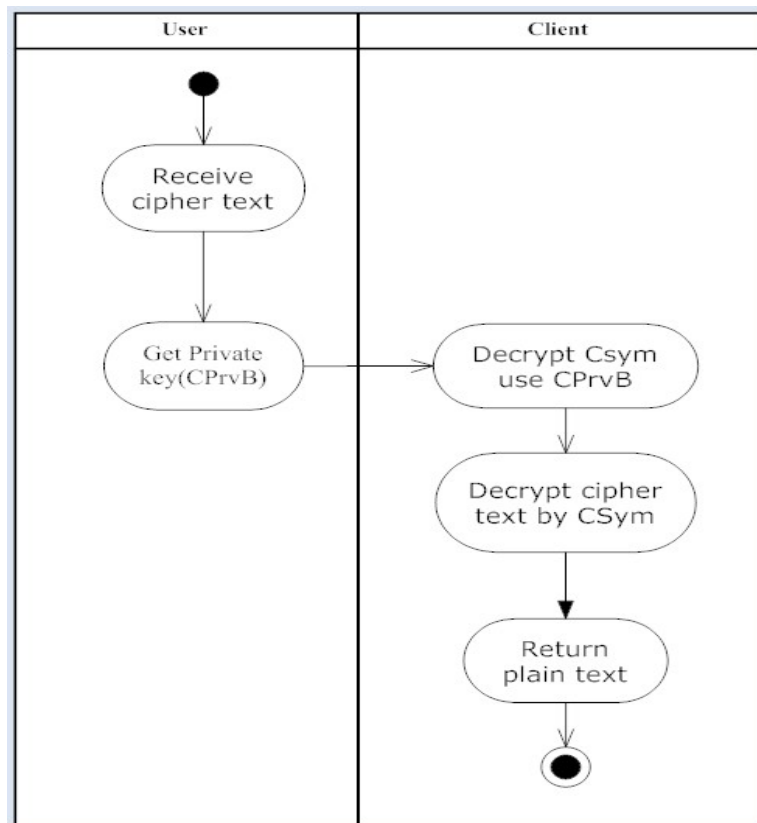 User
Client
Receive
cipher text
Get Private
key(CPrvB)
Decrypt Csym
use CPrvB
Decrypt cipher
text by CSym
Return
plain text